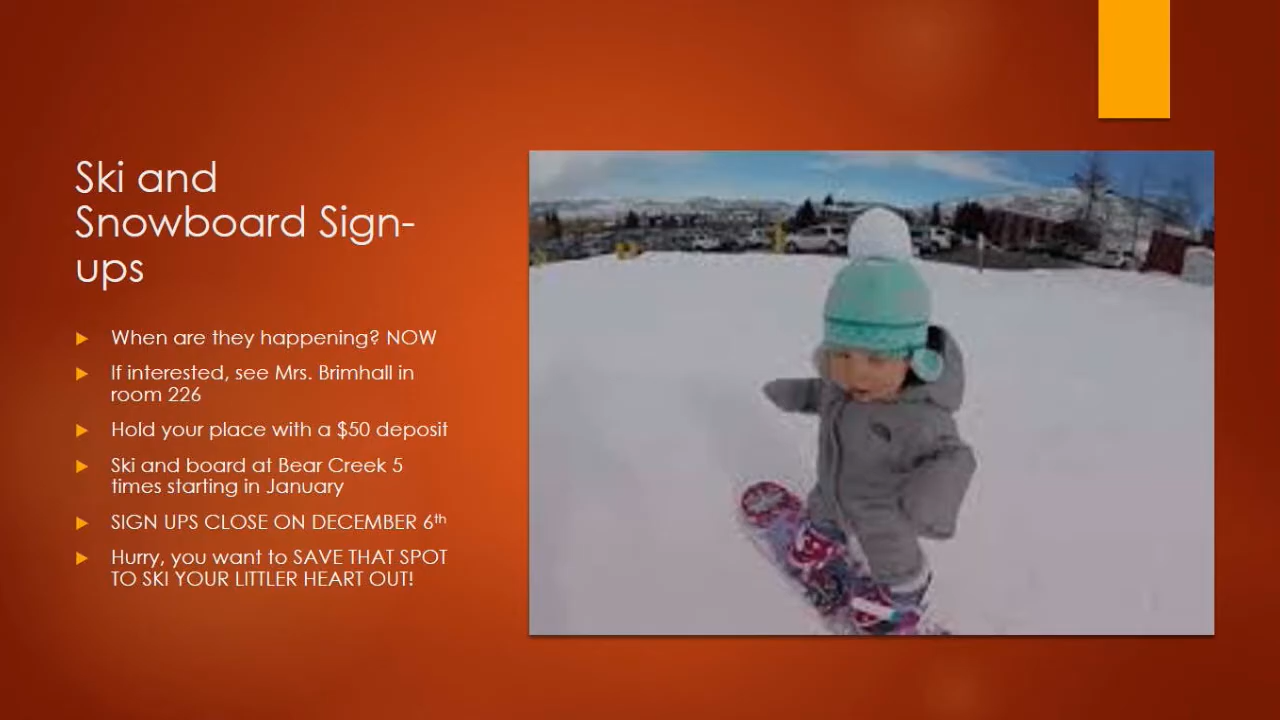 Ski and
Snowboard Sign-
ups
When are they happening? NOW
If interested, see Mrs. Brimhall in
room 226
Hold your place with a $50 deposit
Ski and board at Bear Creek 5
times starting in January
SIGN UPS CLOSE ON DECEMBER 6th
Hurry, you want to SAVE THAT SPOT
TO SKI YOUR LITTLER HEART OUT!